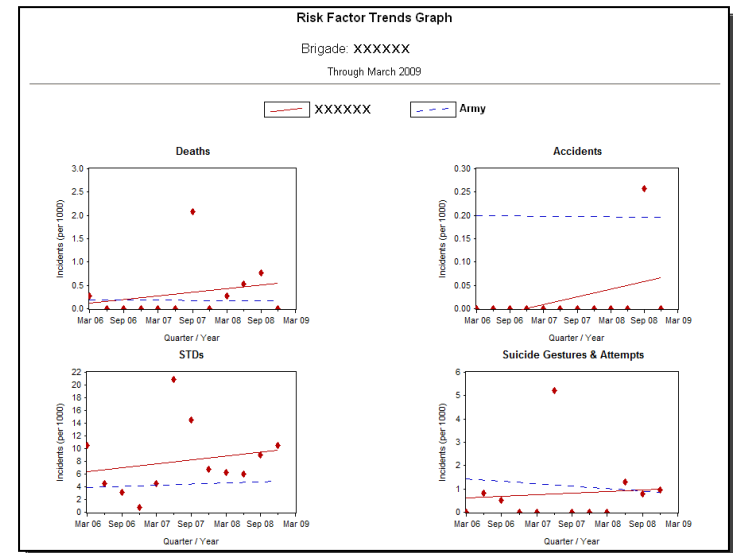 Risk Factor Trends Graph
Brigade: XXXXXX
Through March 2009
XXXXXX Army
Deaths
Incidents (per 1000)
3.0
2.5
2.0
1.5
1.0
0.5
0.0
Mar 06 Sep 06 Mar 07 Sep 07 Mar 08 Sep 08 Mar 09
Quarter / Year
Accidents
Incidents (per 1000)
0.30
0.25
0.20
0.15
0.10
0.05
0.00
Mar 06 Sep 06 Mar 07 Sep 07 Mar 08 Sep 08 Mar 09
Quarter / Year
STDs
Incidents (per 1000)
22
20
18
16
14
12
10
8
6
4
2
0
Mar 06 Sep 06 Mar 07 Sep 07 Mar 08 Sep 08 Mar 09
Quarter / Year
Suicide Gestures & Attempts
Incidents (per 1000)
6
5
4
3
2
1
0
Mar 06 Sep 06 Mar 07 Sep 07 Mar 08 Sep 08 Mar 09
Quarter / Year